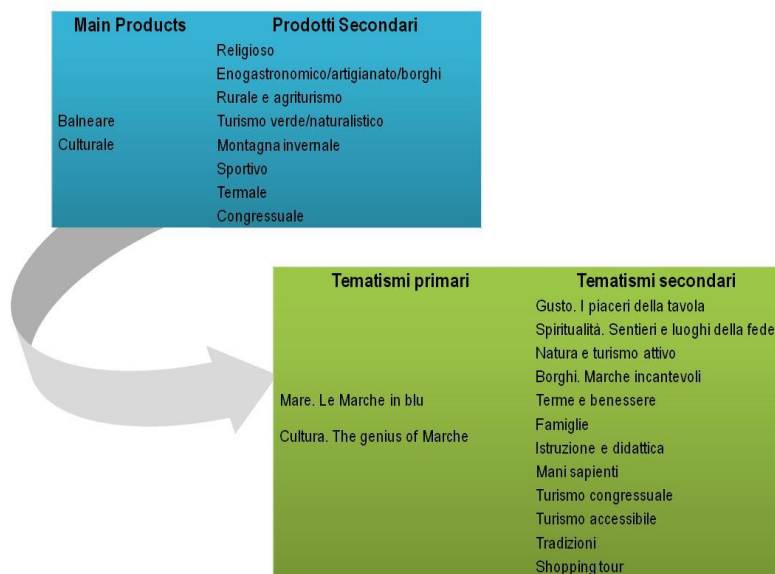 Main Products
Prodotti Secondari
Balneare
Culturale
Religioso
Enogastronomico/artigianato/borghi
Rurale e agriturismo
Turismo verde/naturalistico
Montagna invernale
Sportivo
Termale
Congressuale
Tematismi primari
Tematismi secondari
Mare. Le Marche in blu
Cultura. The genius of Marche
Gusto. I piaceri della tavola
Spiritualità. Sentieri e luoghi della fede
Natura e turismo attivo
Borghi. Marche incantevoli
Terme e benessere
Famiglie
Istruzione e didattica
Mani sapienti
Turismo congressuale
Turismo accessibile
Tradizioni
Shopping tour